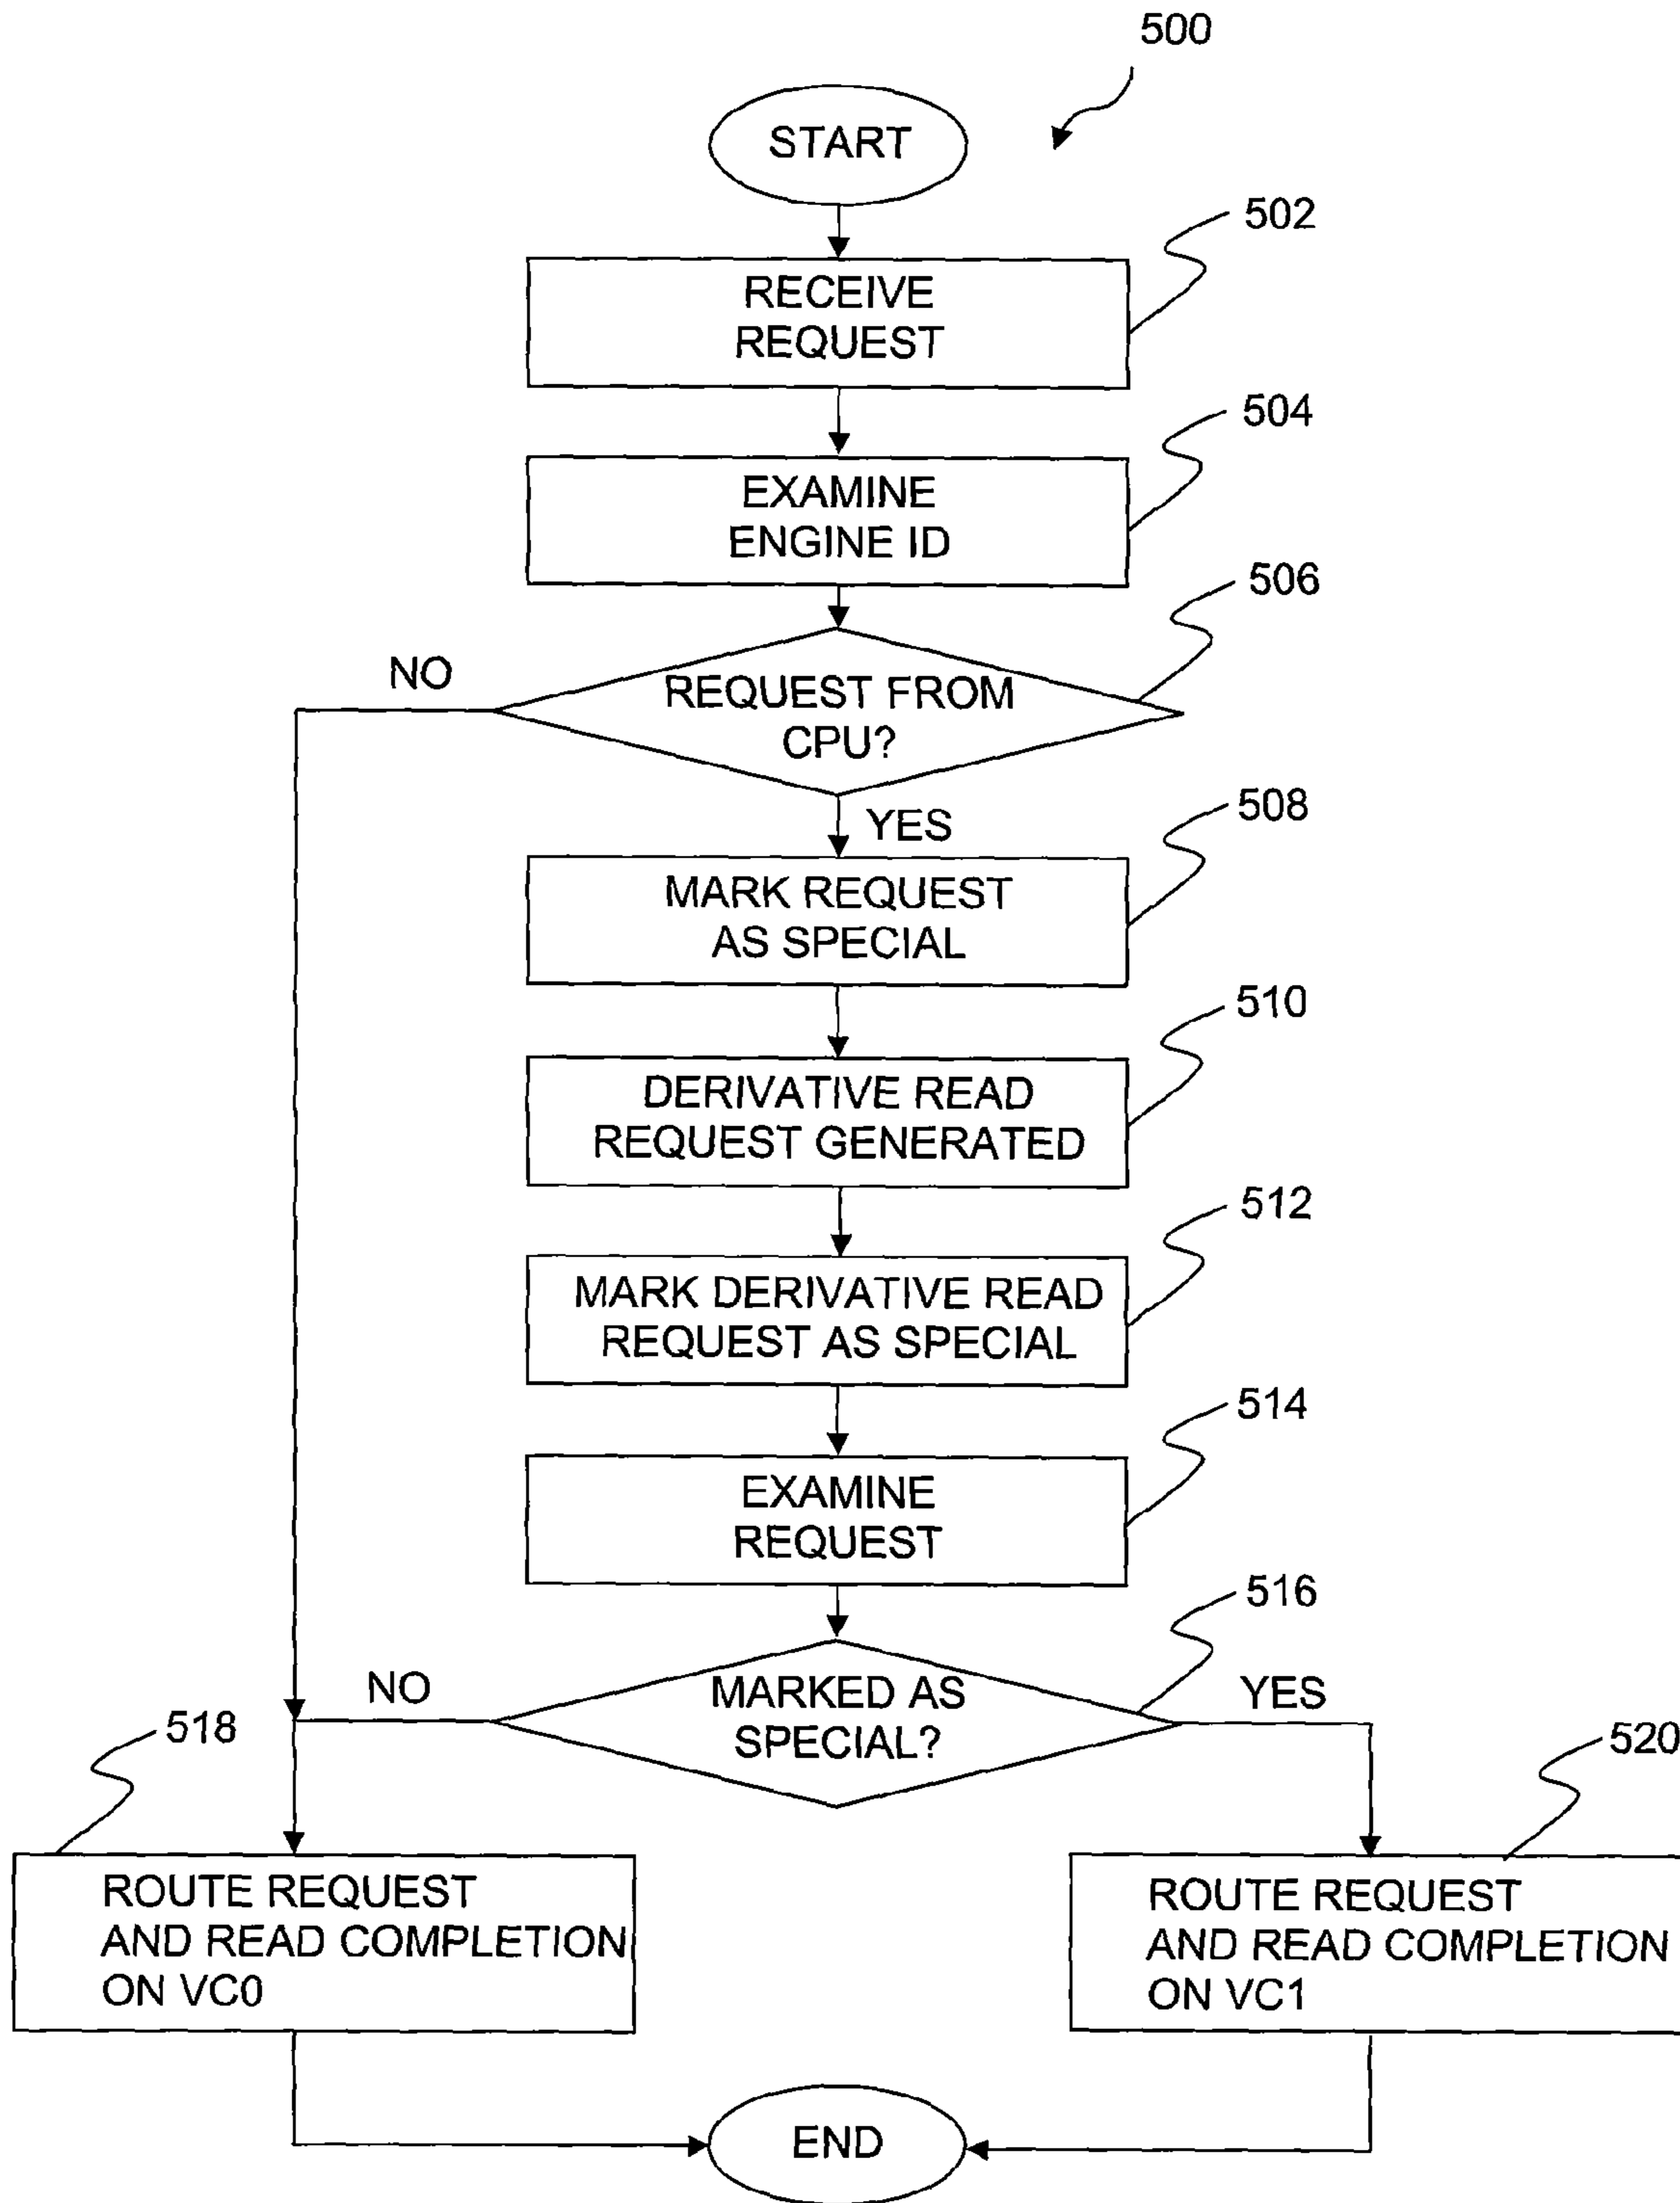 500
START
502
RECEIVE
REQUEST
504
EXAMINE
ENGINE ID
506
NO
REQUEST FROM
CPU?
YES
508
MARK REQUEST
AS SPECIAL
510
DERIVATIVE READ
REQUEST GENERATED
512
MARK DERIVATIVE READ
REQUEST AS SPECIAL
514
EXAMINE
REQUEST
516
NO
MARKED AS
SPECIAL?
YES
518
520
ROUTE REQUEST
AND READ COMPLETION
ON VC0
ROUTE REQUEST
AND READ COMPLETION
ON VC1
END